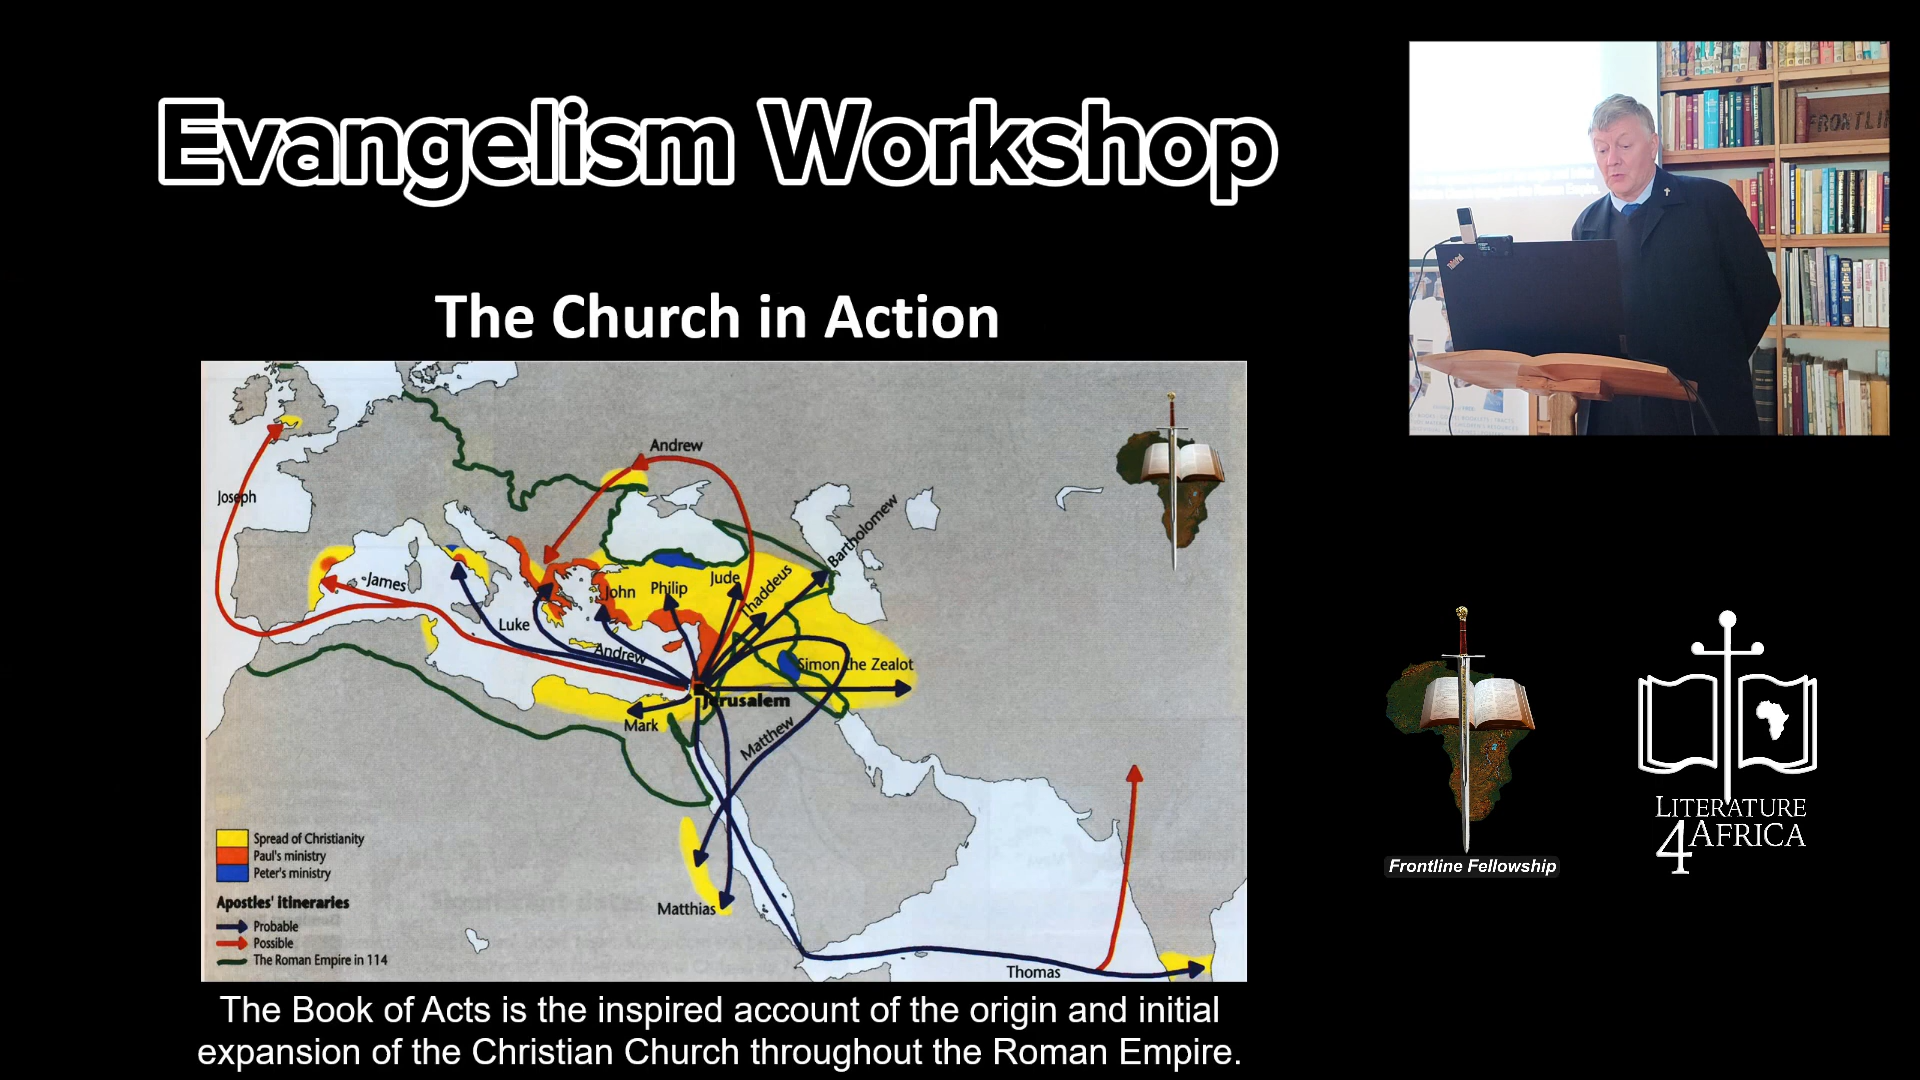 Evangelism Workshop
The Church in Action
Andrew
Joseph
Bartholomew
James
John
Philip
Jude
Thaddeus
Luke
Andrew
Simon the Zealot
Jerusalem
Mark
Matthew
Matthias
Thomas
Spread of Christianity
Paul's ministry
Peter's ministry
Apostles' itineraries
Probable
Possible
The Roman Empire in 114
The Book of Acts is the inspired account of the origin and initial
expansion of the Christian Church throughout the Roman Empire.
ThinkPad
Frontline Fellowship
LITERATURE
4 AFRICA